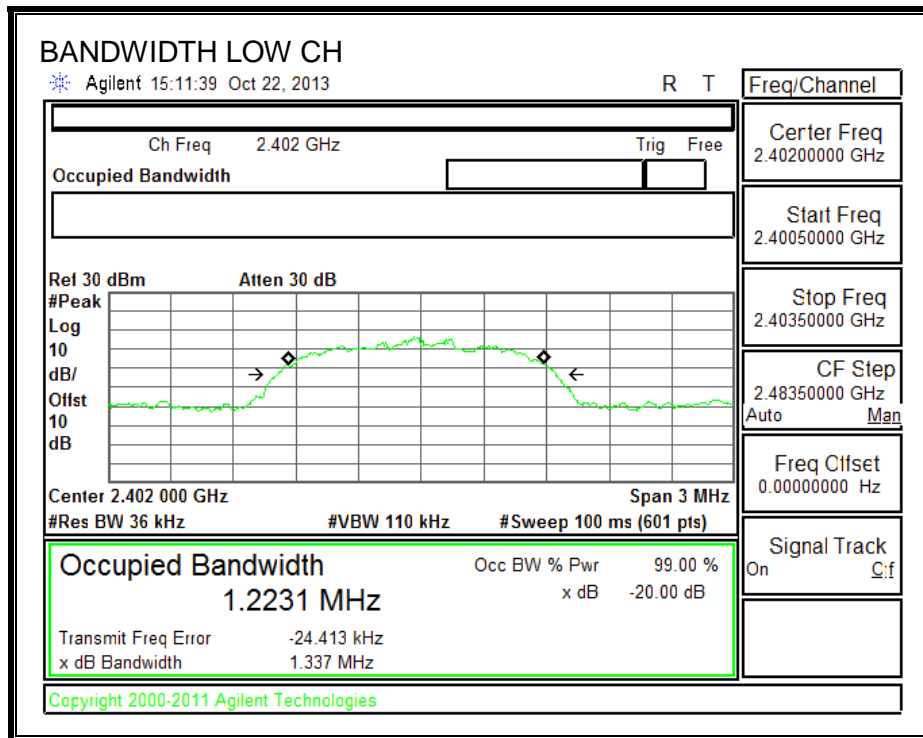 BANDWIDTH LOW CH
Agilent 15:11:39 Oct 22, 2013 R T
Freq/Channel
Ch Freq 2.402 GHz Trig Free
Occupied Bandwidth
Center Freq
2.40200000 GHz
Start Freq
2.40050000 GHz
Stop Freq
2.40350000 GHz
CF Step
2.48350000 GHz
Auto Man
Freq Offset
0.00000000 Hz
Signal Track
On Off
Ref 30 dBm Atten 30 dB
#Peak
Log
10
dB/
Offst
10
dB
Center 2.402 000 GHz Span 3 MHz
#Res BW 36 kHz #VBW 110 kHz #Sweep 100 ms (601 pts)
Occupied Bandwidth
1.2231 MHz
Occ BW % Pwr 99.00 %
x dB -20.00 dB
Transmit Freq Error -24.413 kHz
x dB Bandwidth 1.337 MHz
Copyright 2000-2011 Agilent Technologies